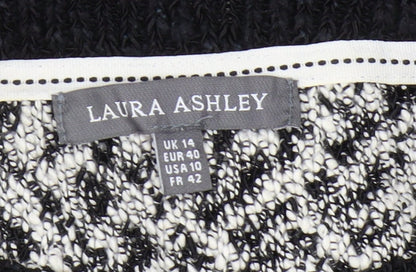 LAURA ASHLEY
UK 14
EUR 40
USA 10
FR 42